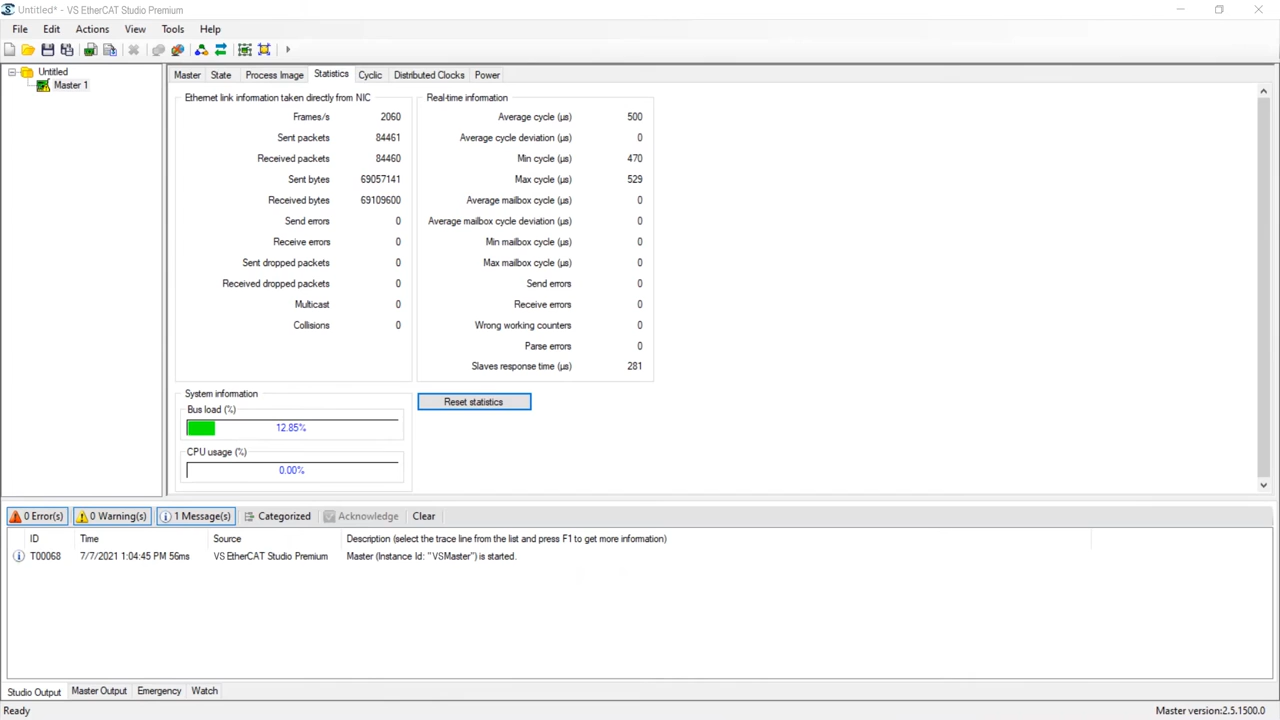 Untitled* - VS EtherCAT Studio Premium
File Edit Actions View Tools Help
Untitled
Master 1
Master State Process Image Statistics Cyclic Distributed Clocks Power
Ethernet link information taken directly from NIC
Frames/s 2060
Sent packets 84461
Received packets 84460
Sent bytes 69057141
Received bytes 69109600
Send errors 0
Receive errors 0
Sent dropped packets 0
Received dropped packets 0
Multicast 0
Collisions 0
Real-time information
Average cycle (µs) 500
Average cycle deviation (µs) 0
Min cycle (µs) 470
Max cycle (µs) 529
Average mailbox cycle (µs) 0
Average mailbox cycle deviation (µs) 0
Min mailbox cycle (µs) 0
Max mailbox cycle (µs) 0
Send errors 0
Receive errors 0
Wrong working counters 0
Parse errors 0
Slaves response time (µs) 281
System information
Bus load (%)
12.85%
CPU usage (%)
0.00%
Reset statistics
0 Error(s) 0 Warning(s) 1 Message(s) Categorized Acknowledge Clear
ID Time Source Description (select the trace line from the list and press F1 to get more information)
T00068 7/7/2021 1:04:45 PM 56ms VS EtherCAT Studio Premium Master (Instance Id: "VSMaster") is started.
Studio Output Master Output Emergency Watch
Ready Master version:2.5.1500.0